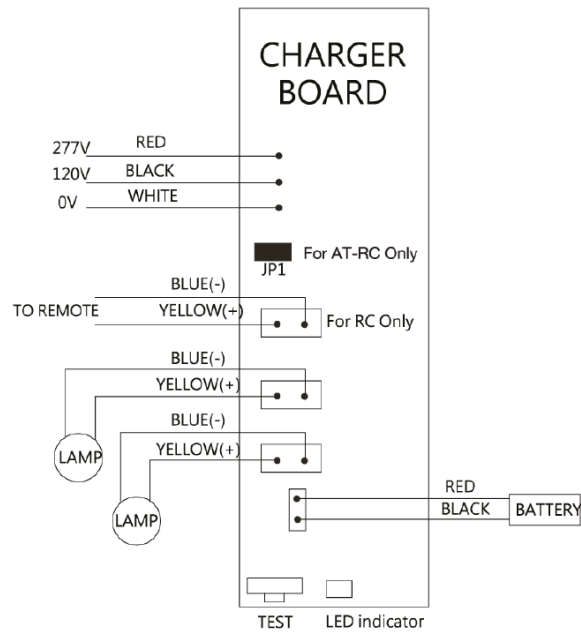 CHARGER
BOARD
277V RED
120V BLACK
0V WHITE
JP1 For AT-RC Only
BLUE(-)
TO REMOTE YELLOW(+) For RC Only
BLUE(-)
YELLOW(+)
BLUE(-)
YELLOW(+)
LAMP
LAMP
RED
BLACK BATTERY
TEST LED indicator